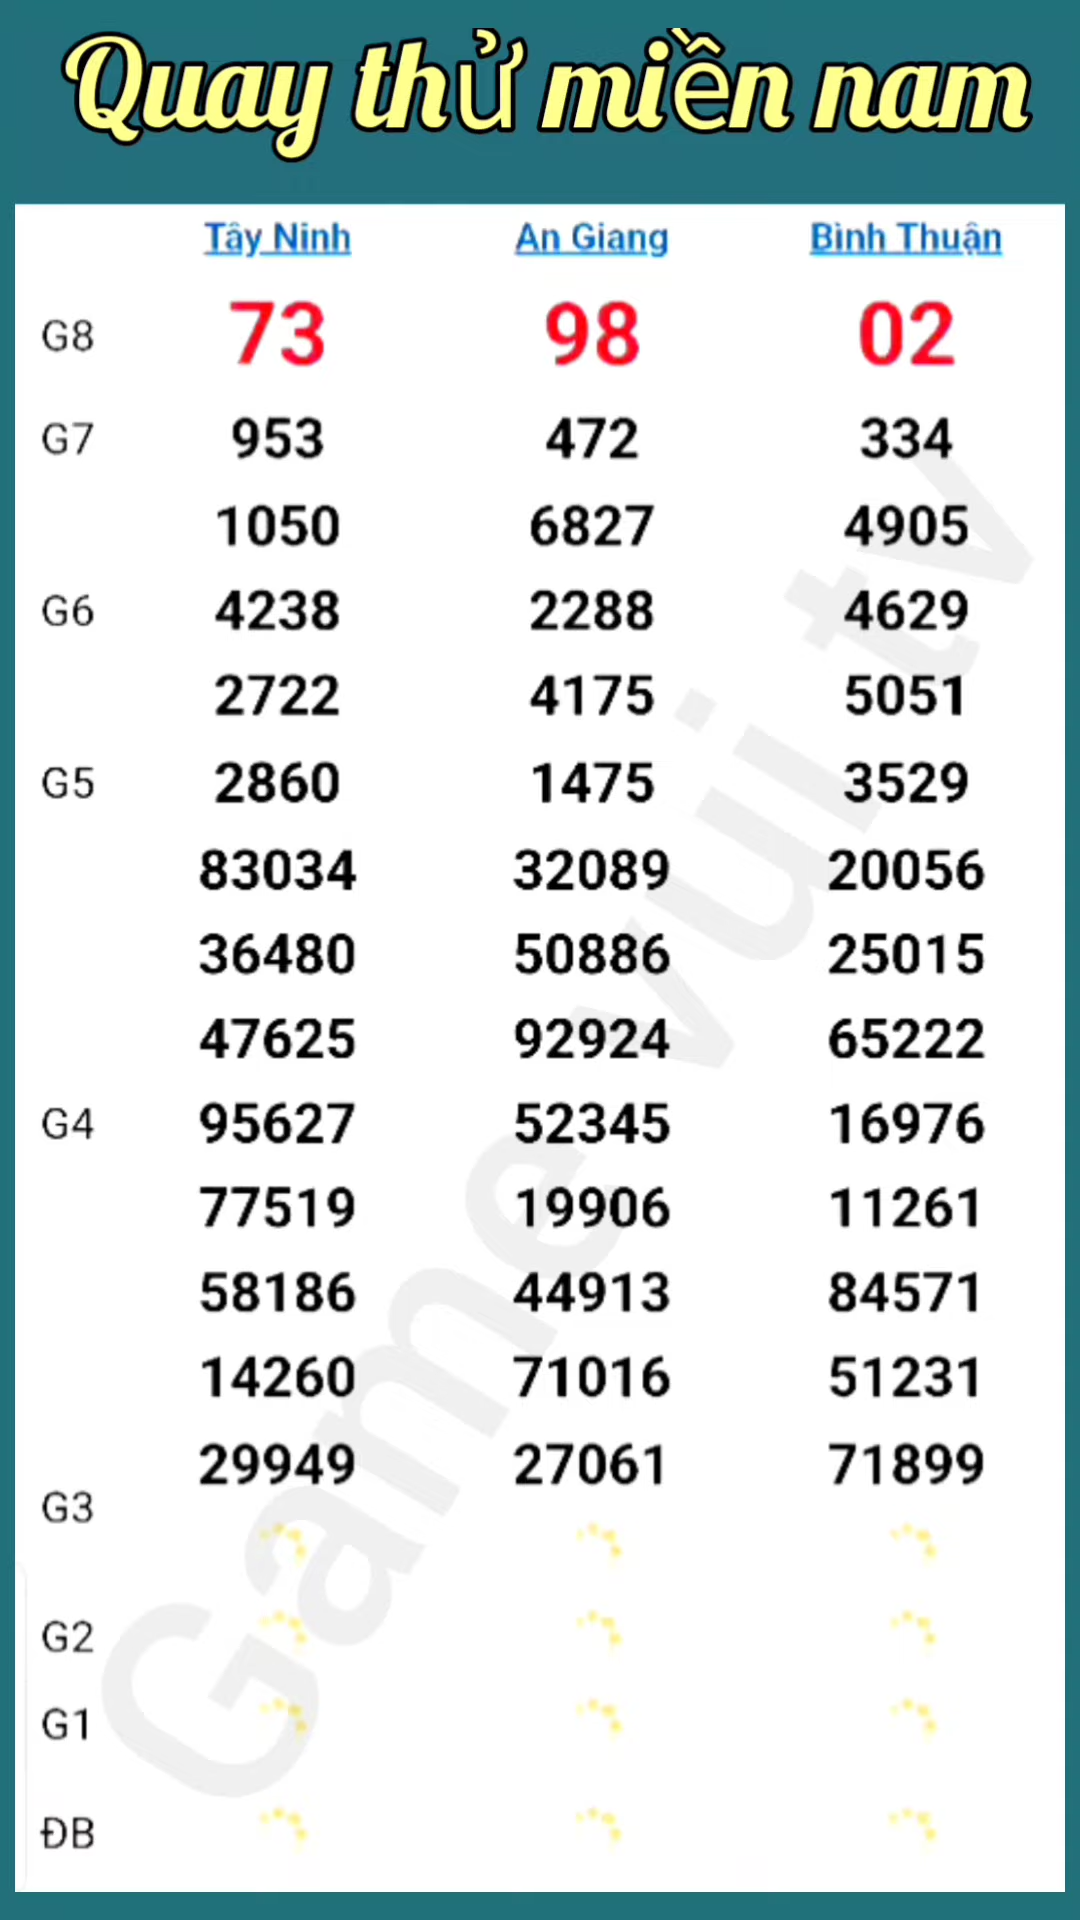 Quay thử miền nam
Tây Ninh An Giang Bình Thuận
G8 73 98 02
G7 953 472 334
1050 6827 4905
G6 4238 2288 4629
2722 4175 5051
G5 2860 1475 3529
83034 32089 20056
36480 50886 25015
47625 92924 65222
G4 95627 52345 16976
77519 19906 11261
58186 44913 84571
14260 71016 51231
29949 27061 71899
G3
G2
G1
ĐB
Game vui tv